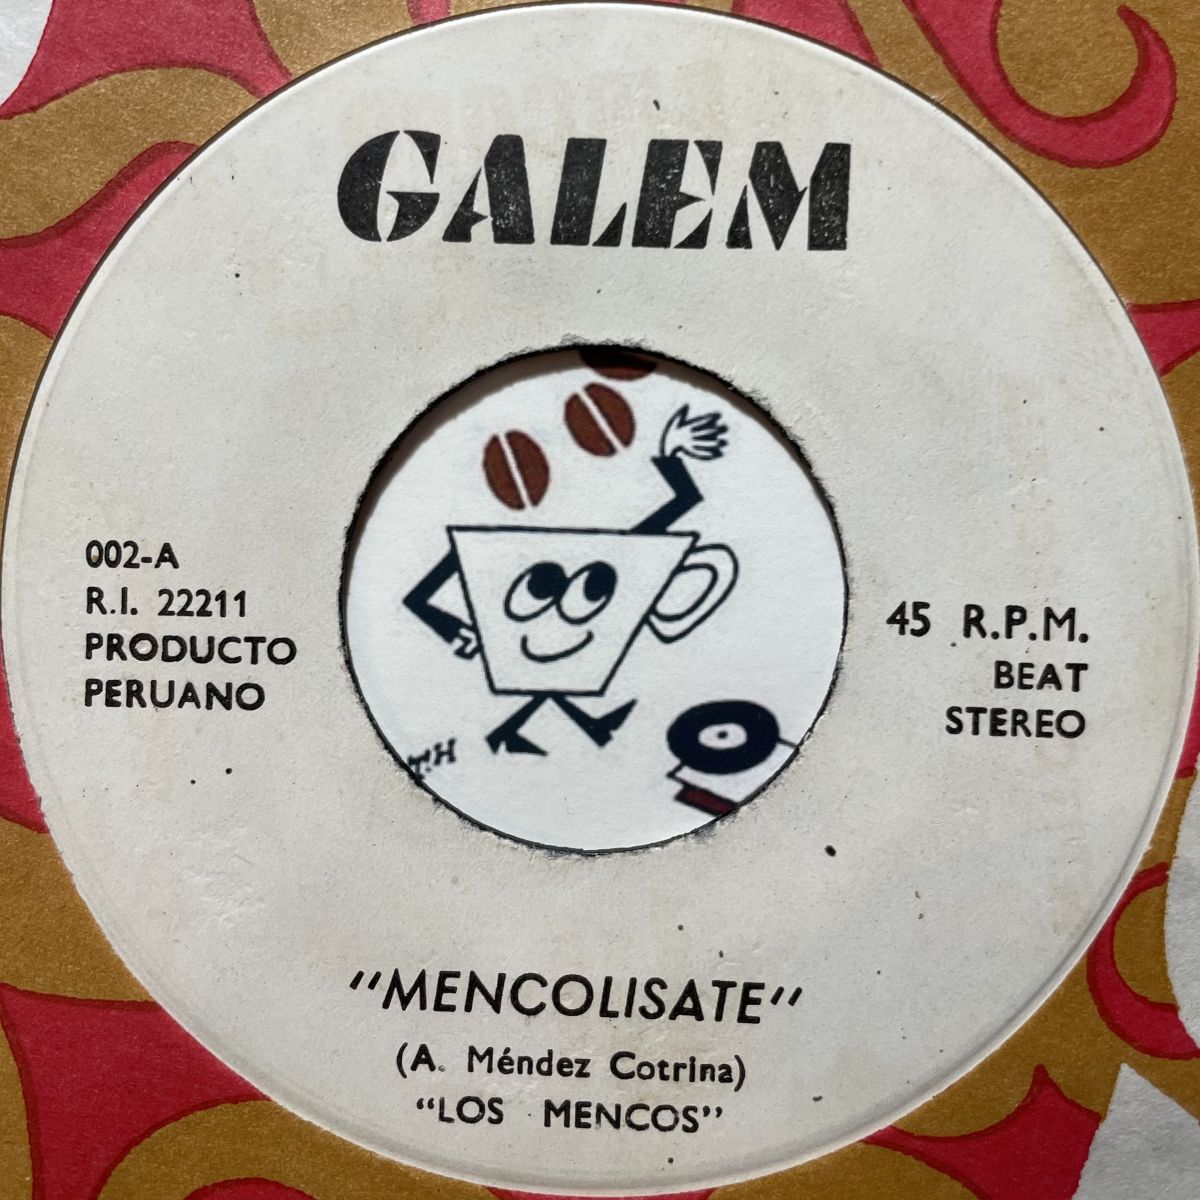 GALEM
002-A
R.I. 22211
PRODUCTO
PERUANO
45 R.P.M.
BEAT
STEREO
T.H
"MENCOLISATE"
(A. Méndez Cotrina)
"LOS MENCOS"